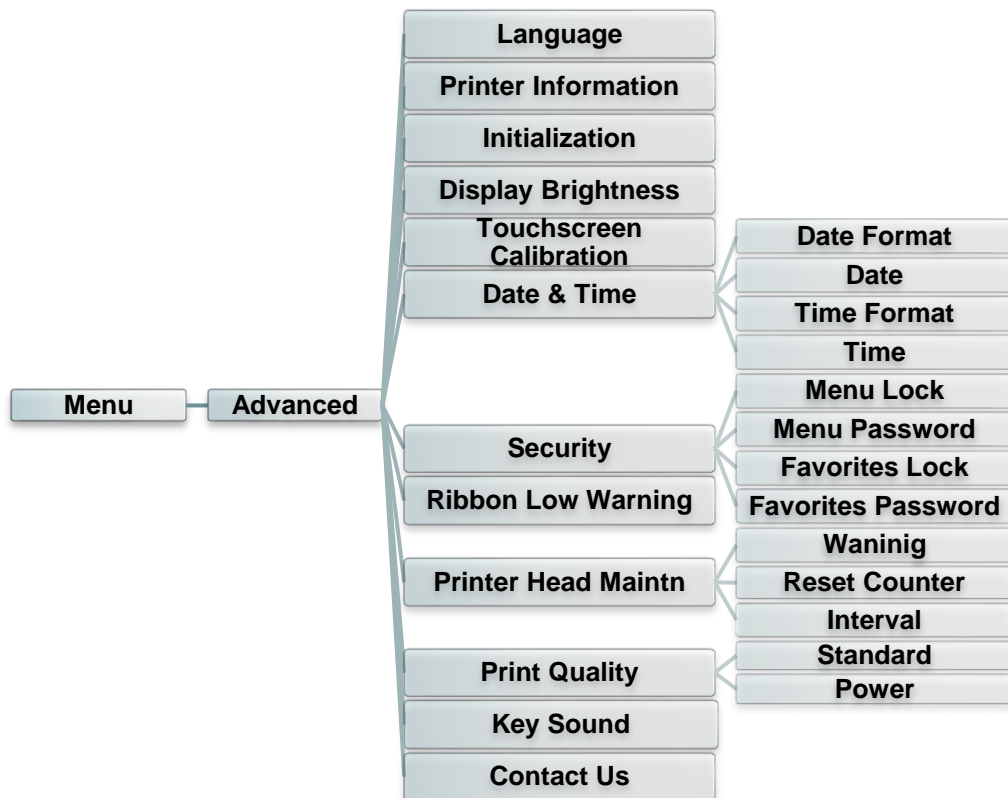 Menu
Advanced
Language
Printer Information
Initialization
Display Brightness
Touchscreen
Calibration
Date & Time
Date Format
Date
Time Format
Time
Security
Menu Lock
Menu Password
Favorites Lock
Favorites Password
Ribbon Low Warning
Printer Head Maintn
Waninig
Reset Counter
Interval
Print Quality
Standard
Power
Key Sound
Contact Us